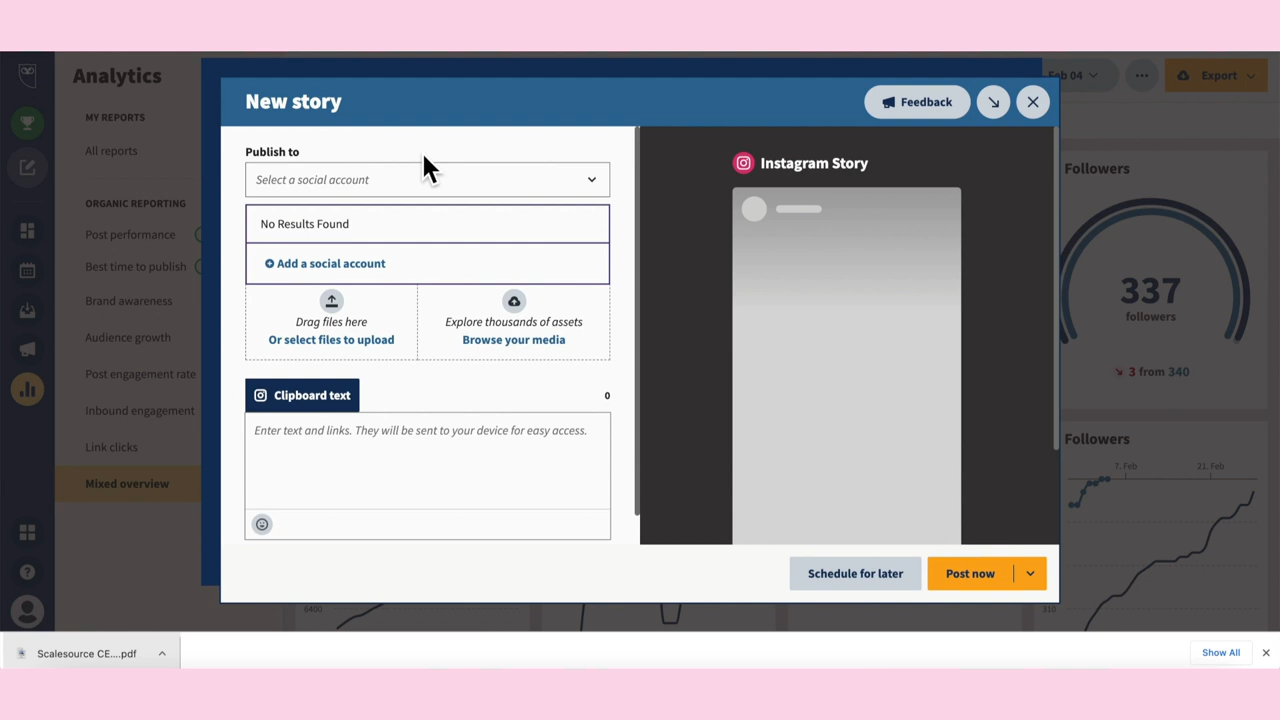 Analytics
MY REPORTS
All reports
ORGANIC REPORTING
Post performance
Best time to publish
Brand awareness
Audience growth
Post engagement rate
Inbound engagement
Link clicks
Mixed overview
New story
Feedback
Publish to
Select a social account
No Results Found
Add a social account
Drag files here
Or select files to upload
Explore thousands of assets
Browse your media
Clipboard text
0
Enter text and links. They will be sent to your device for easy access.
Instagram Story
Schedule for later
Post now
Feb 04
Export
Followers
337
followers
3 from 340
Followers
7. Feb
21. Feb
310
6400
Scalesource CE....pdf
Show All